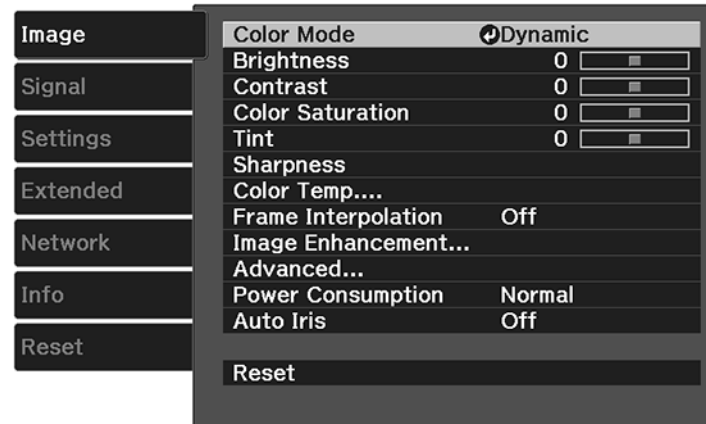 Image
Signal
Settings
Extended
Network
Info
Reset
Color Mode Dynamic
Brightness 0
Contrast 0
Color Saturation 0
Tint 0
Sharpness
Color Temp....
Frame Interpolation Off
Image Enhancement...
Advanced...
Power Consumption Normal
Auto Iris Off
Reset